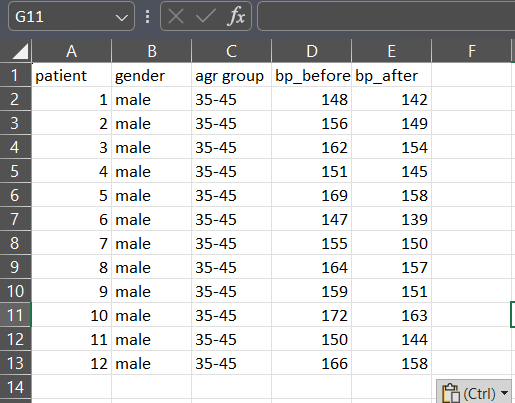 G11 fx
A B C D E F
1 patient gender agr group bp_before bp_after
2 1 male 35-45 148 142
3 2 male 35-45 156 149
4 3 male 35-45 162 154
5 4 male 35-45 151 145
6 5 male 35-45 169 158
7 6 male 35-45 147 139
8 7 male 35-45 155 150
9 8 male 35-45 164 157
10 9 male 35-45 159 151
11 10 male 35-45 172 163
12 11 male 35-45 150 144
13 12 male 35-45 166 158
14
(Ctrl)